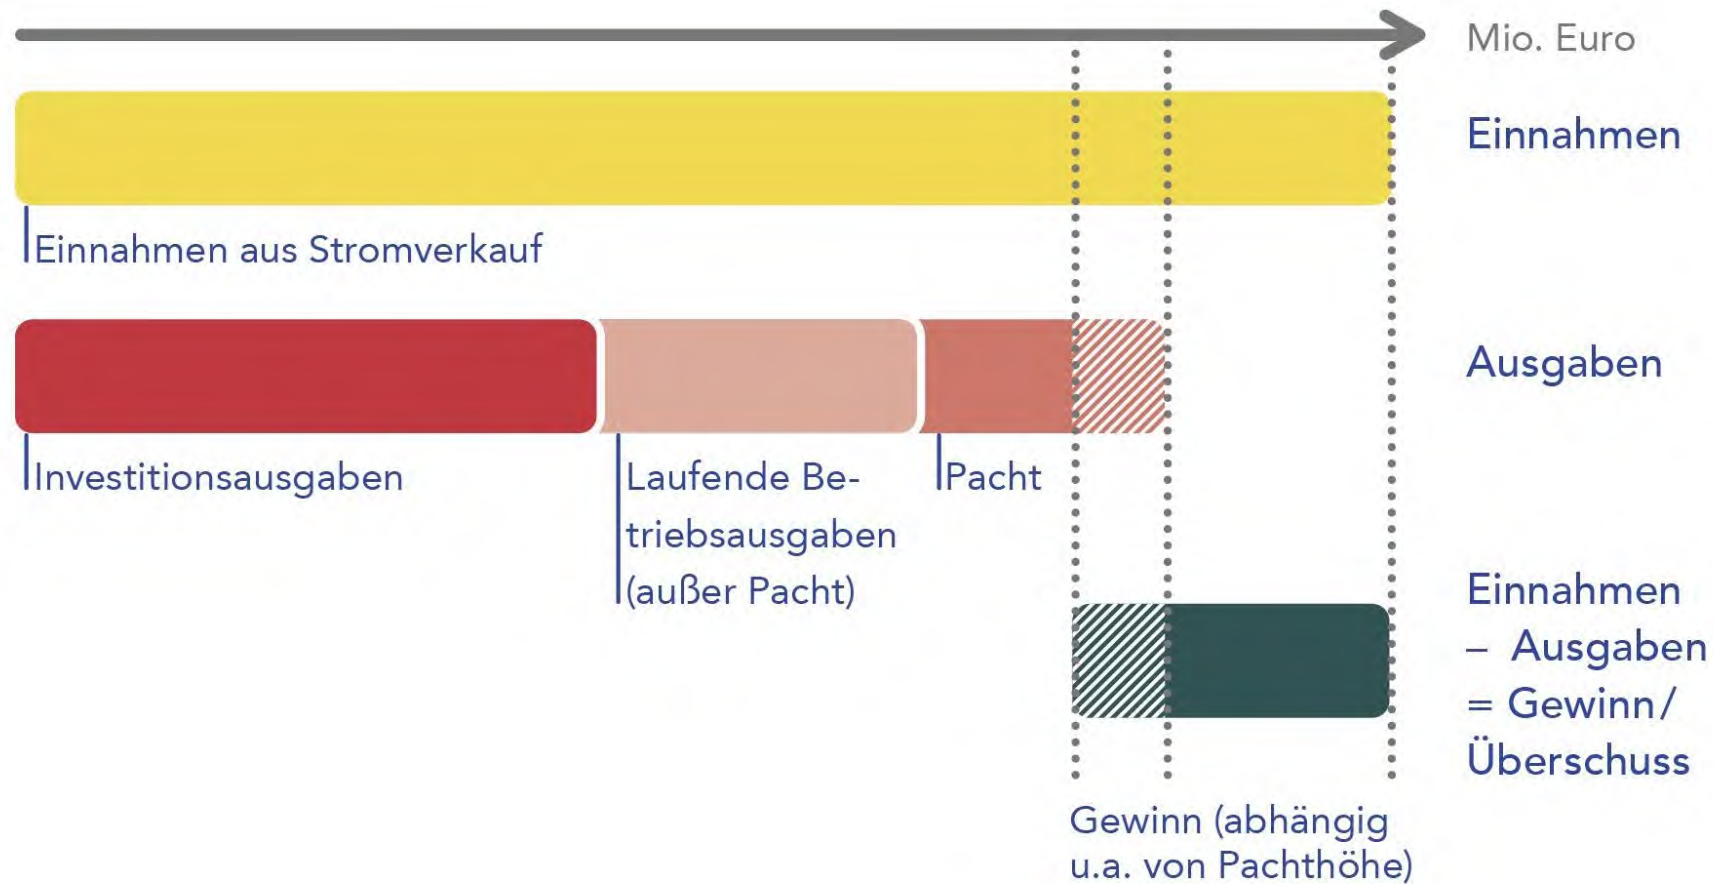 Mio. Euro
Einnahmen
Einnahmen aus Stromverkauf
Ausgaben
Investitionsausgaben
Laufende Be-
triebsausgaben
(außer Pacht)
Pacht
Einnahmen
– Ausgaben
= Gewinn/
Überschuss
Gewinn (abhängig
u.a. von Pachthöhe)